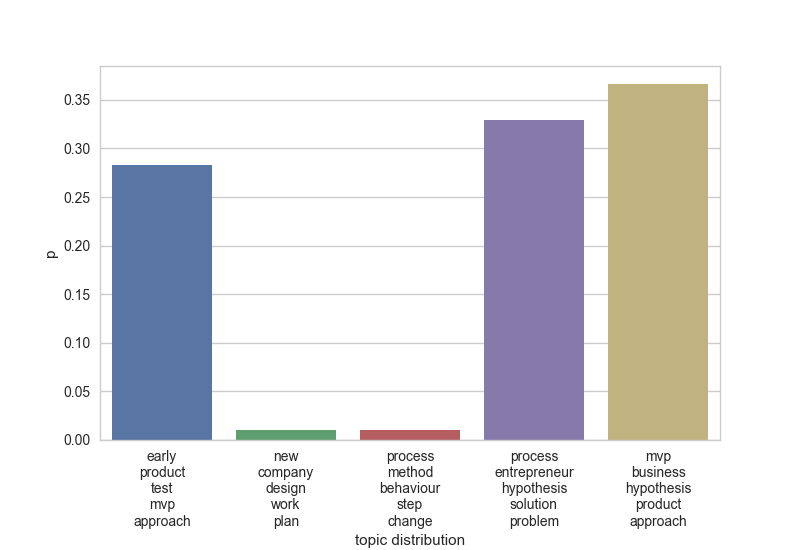 0.35
0.30
0.25
0.20
0.15
0.10
0.05
0.00
p
early
product
test
mvp
approach
new
company
design
work
plan
process
method
behaviour
step
change
process
entrepreneur
hypothesis
solution
problem
mvp
business
hypothesis
product
approach
topic distribution